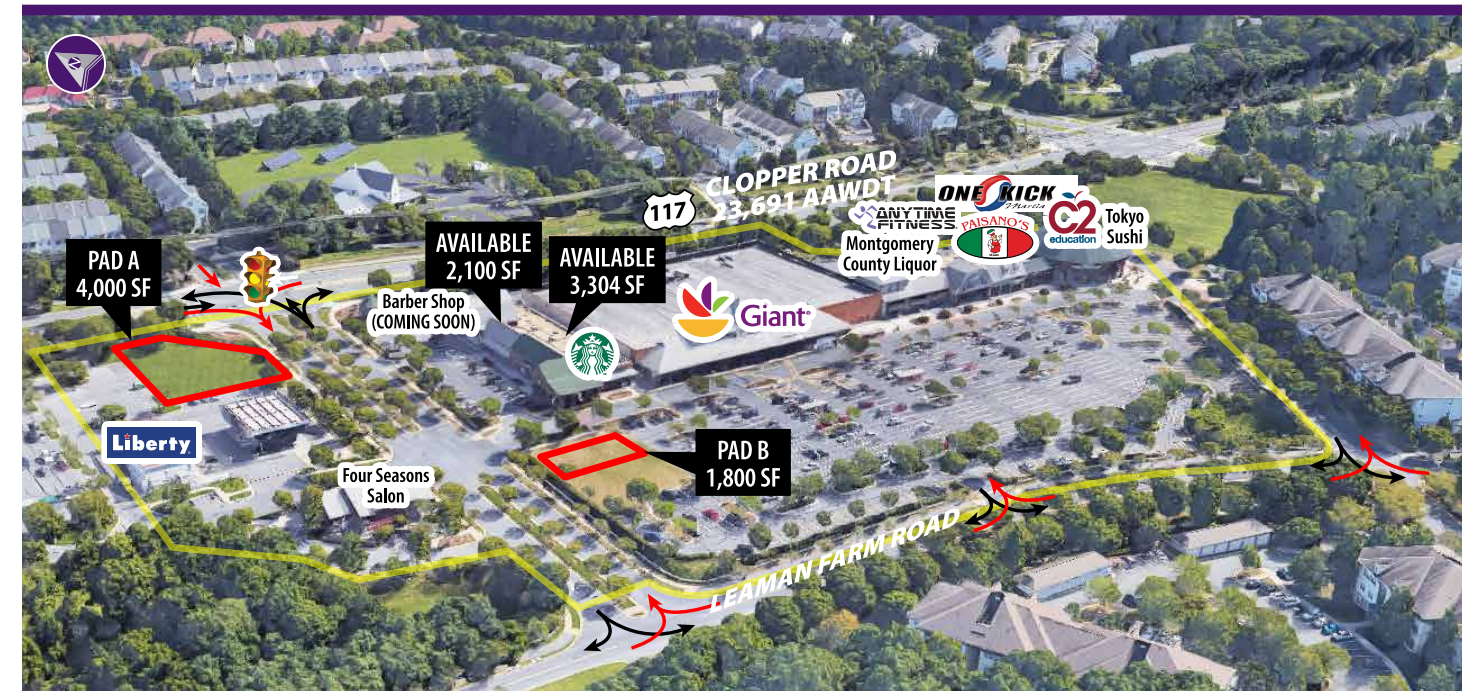 Z
CLOPPER ROAD
23,691 AAWDT
117
ONE KICK
Martia
ANYTIME
FITNESS
PAISANO'S
C2
education
Tokyo
Sushi
Montgomery
County Liquor
PAD A
4,000 SF
AVAILABLE
2,100 SF
AVAILABLE
3,304 SF
Barber Shop
(COMING SOON)
Giant
Liberty
Four Seasons
Salon
PAD B
1,800 SF
LEAMAN FARM ROAD